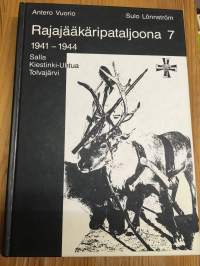 Antero Vuorio Sulo Lönnström
Rajajääkäripataljoona 7
1941 – 1944
Salla
Kiestinki-Uhtua
Tolvajärvi